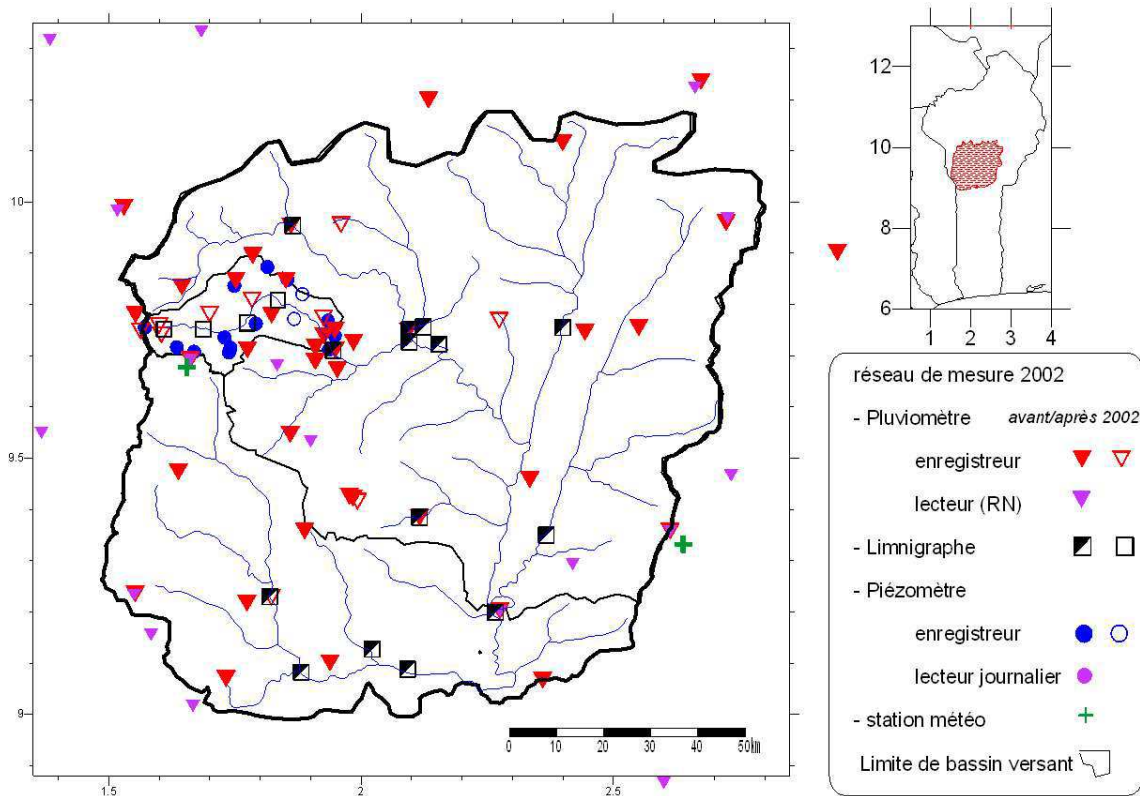 10
9.5
9
1.5
2
2.5
0 10 20 30 40 50km
12
10
8
6
1 2 3 4
réseau de mesure 2002
- Pluviomètre avant/après 2002
enregistreur
lecteur (RN)
- Limnigraphe
- Piézomètre
enregistreur
lecteur journalier
- station météo
Limite de bassin versant